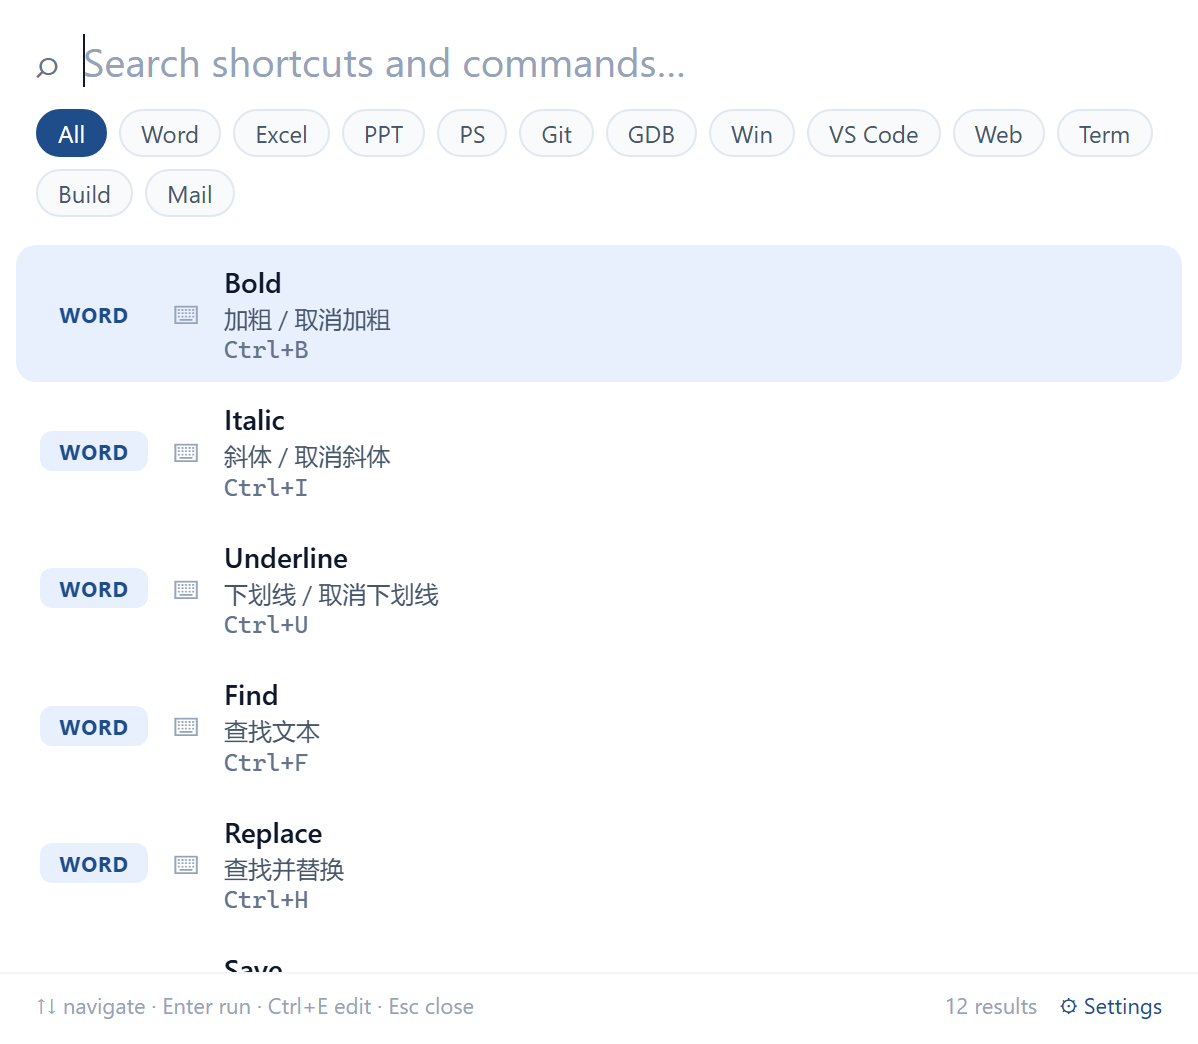 Search shortcuts and commands...
All Word Excel PPT PS Git GDB Win VS Code Web Term
Build Mail
Bold
WORD
加粗 / 取消加粗
Ctrl+B
Italic
WORD
斜体 / 取消斜体
Ctrl+I
Underline
WORD
下划线 / 取消下划线
Ctrl+U
Find
WORD
查找文本
Ctrl+F
Replace
WORD
查找并替换
Ctrl+H
Save
↑↓ navigate · Enter run · Ctrl+E edit · Esc close 12 results Settings